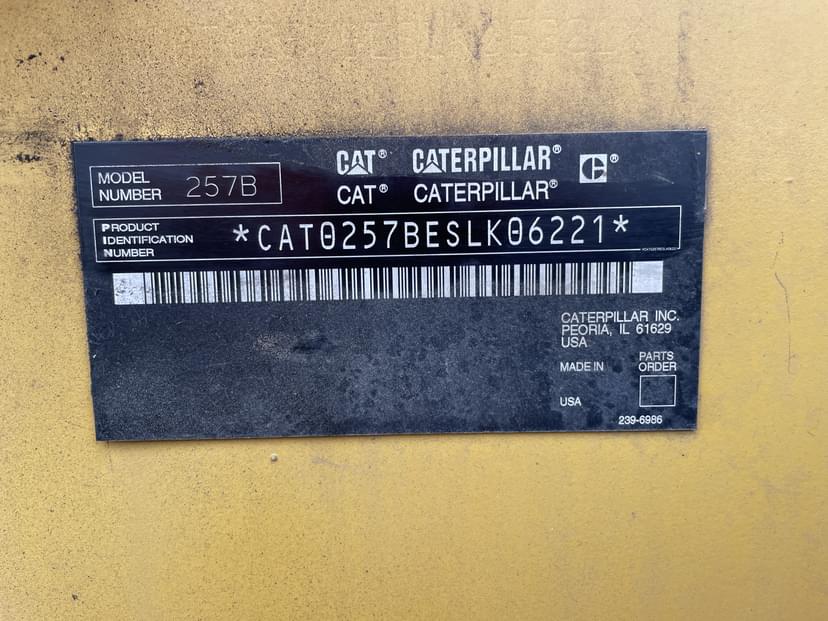 CAT® CATERPILLAR® C®
MODEL
NUMBER 257B
CAT® CATERPILLAR®
PRODUCT
IDENTIFICATION
NUMBER
*CAT0257BESLK06221*
CATERPILLAR INC.
PEORIA, IL 61629
USA
MADE IN
PARTS
ORDER
USA
239-6986